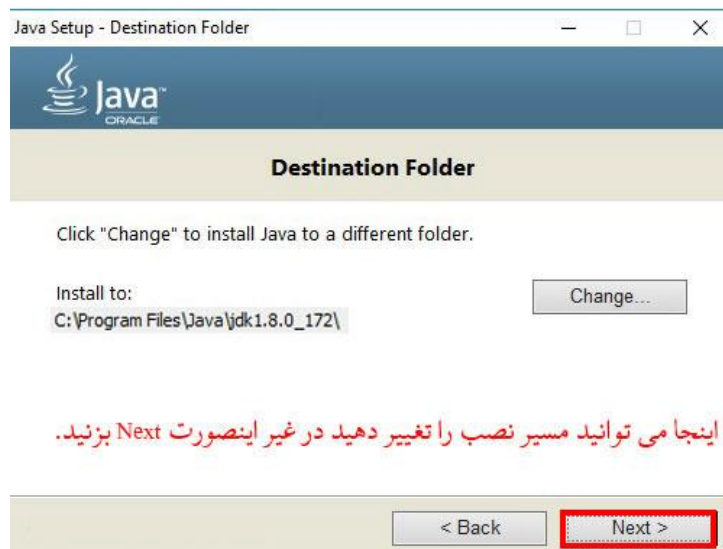 Java Setup - Destination Folder
Java™
ORACLE
Destination Folder
Click "Change" to install Java to a different folder.
Install to:
Change...
C:\Program Files\Java\jdk1.8.0_172\
اینجا می توانید مسیر نصب را تغییر دهید در غیر اینصورت Next بزنید.
< Back
Next >